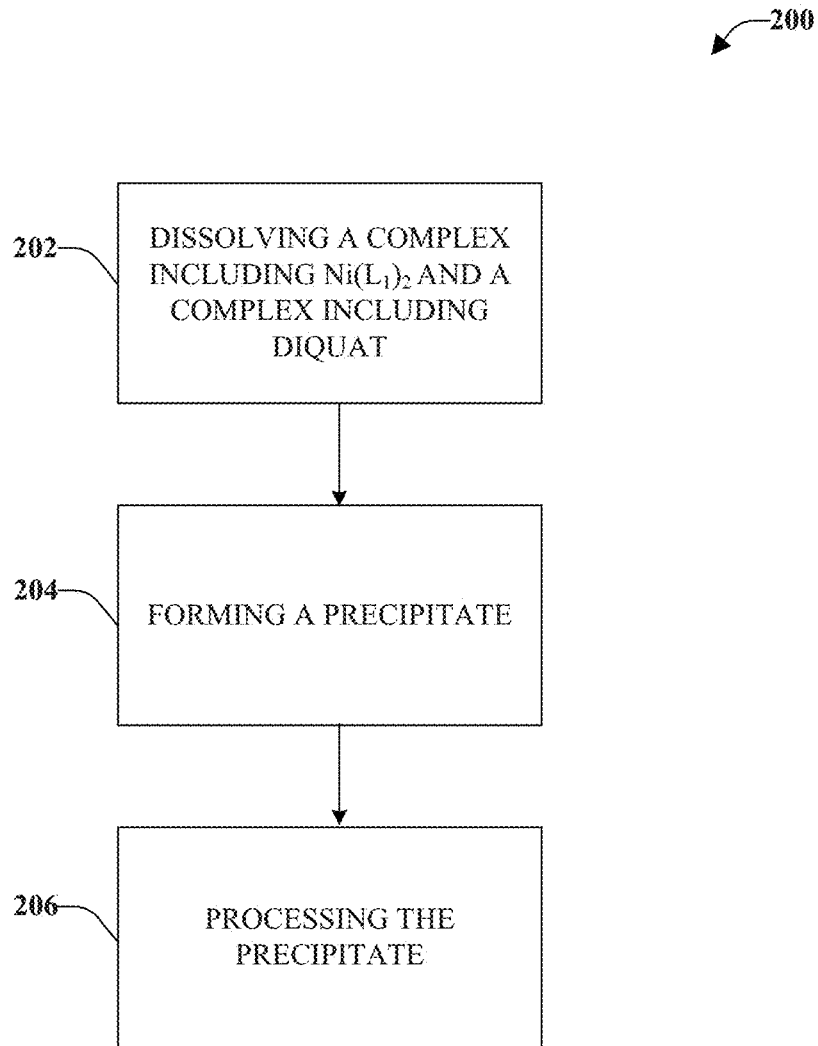 200
202
DISSOLVING A COMPLEX
INCLUDING Ni(L₁)₂ AND A
COMPLEX INCLUDING
DIQUAT
204
FORMING A PRECIPITATE
206
PROCESSING THE
PRECIPITATE